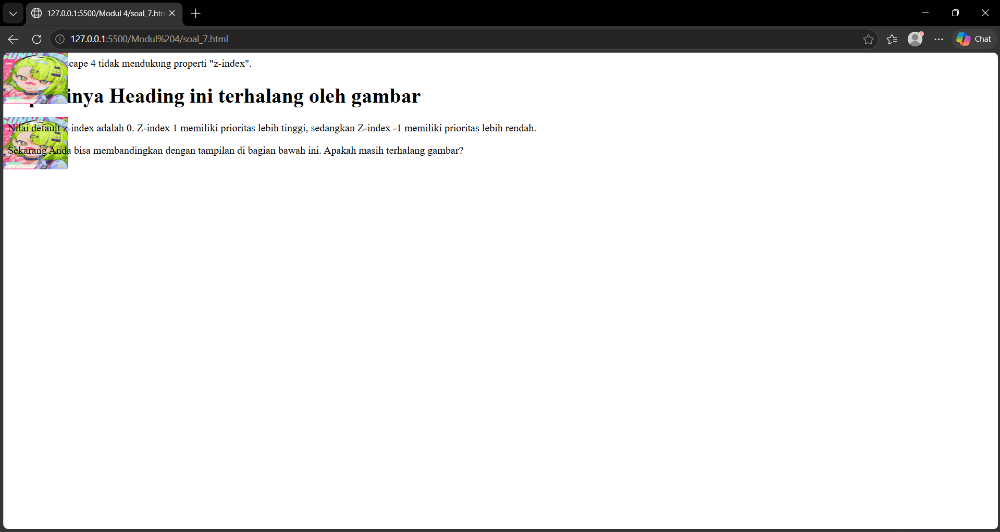 127.0.0.1:5500/Modul 4/soal_7.htm
127.0.0.1:5500/Modul%204/soal_7.html
Chat
scape 4 tidak mendukung properti "z-index".
inya Heading ini terhalang oleh gambar
Nilai default z-index adalah 0. Z-index 1 memiliki prioritas lebih tinggi, sedangkan Z-index -1 memiliki prioritas lebih rendah.
Sekarang Anda bisa membandingkan dengan tampilan di bagian bawah ini. Apakah masih terhalang gambar?